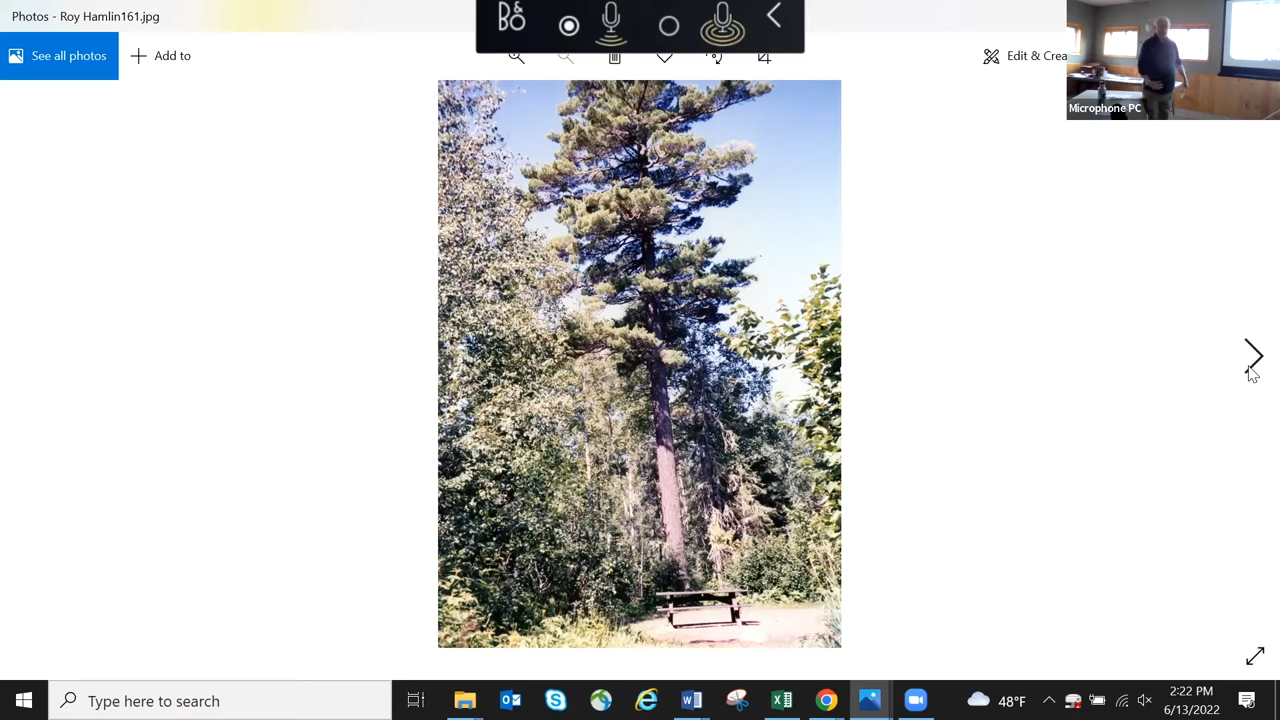 Photos - Roy Hamlin161.jpg
B&O
See all photos
Add to
Edit & Crea
Microphone PC
Type here to search
48°F
2:22 PM
6/13/2022